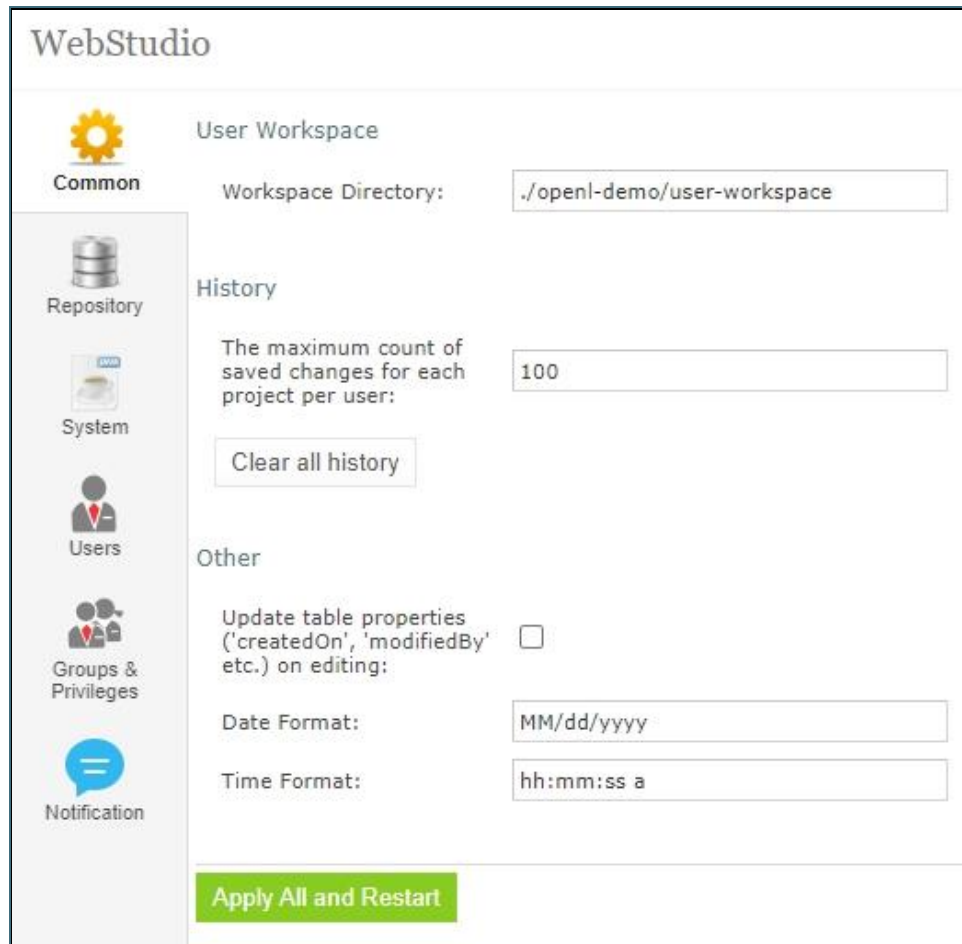 WebStudio
Common
Repository
System
Users
Groups &
Privileges
Notification
User Workspace
Workspace Directory:
./openl-demo/user-workspace
History
The maximum count of
saved changes for each
project per user:
100
Clear all history
Other
Update table properties
('createdOn', 'modifiedBy'
etc.) on editing:
Date Format:
MM/dd/yyyy
Time Format:
hh:mm:ss a
Apply All and Restart